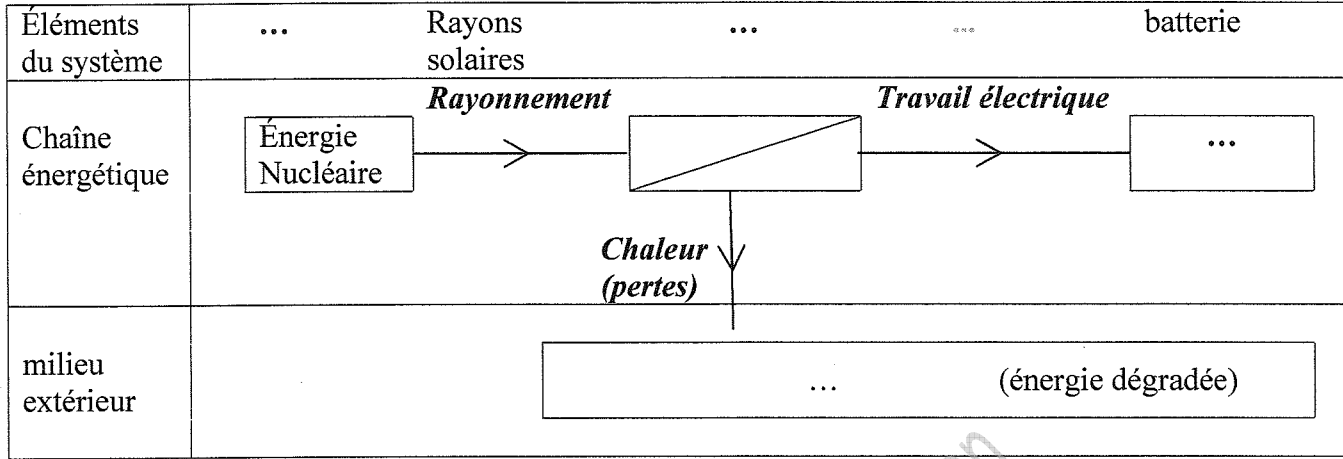 Éléments
du système
...
Rayons
solaires
...
...
batterie
Chaîne
énergétique
Rayonnement
Travail électrique
Énergie
Nucléaire
...
Chaleur
(pertes)
milieu
extérieur
... (énergie dégradée)